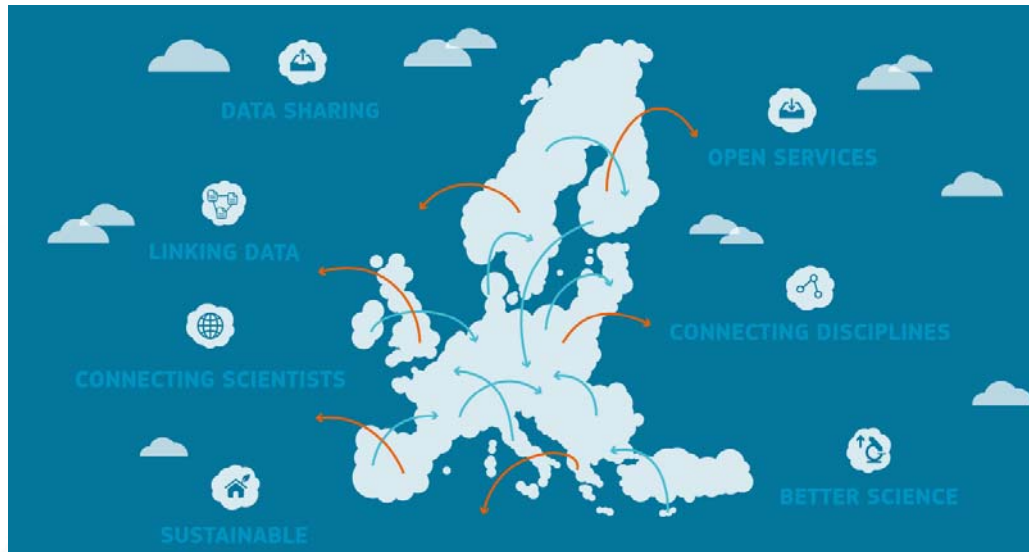 DATA SHARING
OPEN SERVICES
LINKING DATA
CONNECTING DISCIPLINES
CONNECTING SCIENTISTS
BETTER SCIENCE
SUSTAINABLE